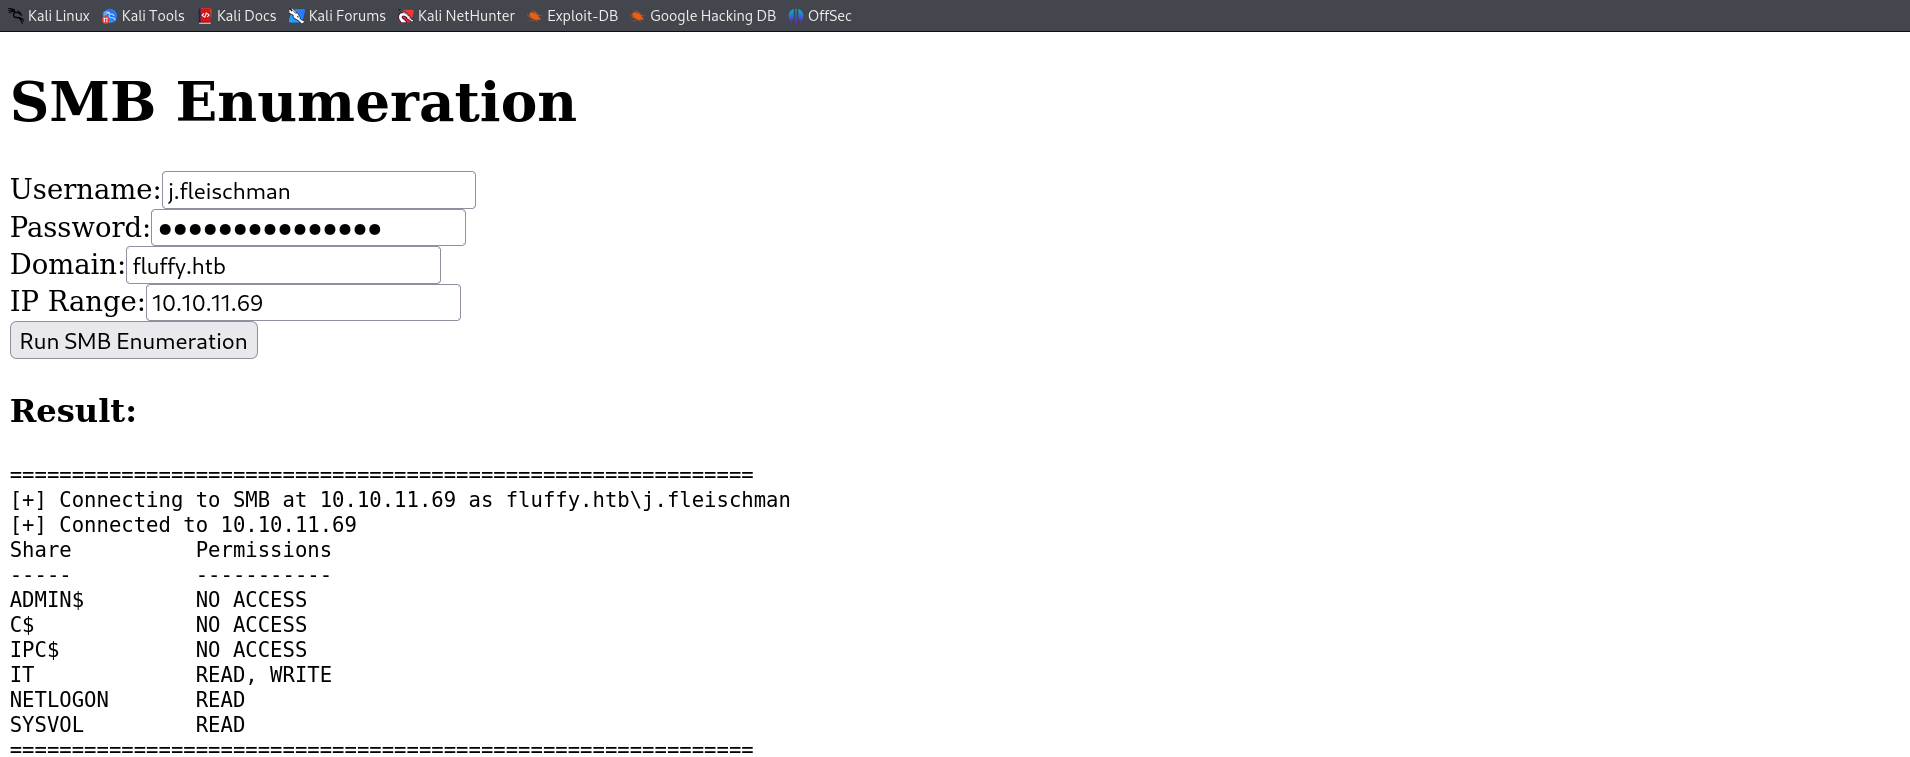 Kali Linux Kali Tools Kali Docs Kali Forums Kali NetHunter Exploit-DB Google Hacking DB OffSec
SMB Enumeration
Username: j.fleischman
Password: ●●●●●●●●●●●●●●●
Domain: fluffy.htb
IP Range: 10.10.11.69
Run SMB Enumeration
Result:
============================================================
[+] Connecting to SMB at 10.10.11.69 as fluffy.htb\j.fleischman
[+] Connected to 10.10.11.69
Share          Permissions
-----          -----------
ADMIN$         NO ACCESS
C$             NO ACCESS
IPC$           NO ACCESS
IT             READ, WRITE
NETLOGON       READ
SYSVOL         READ
============================================================